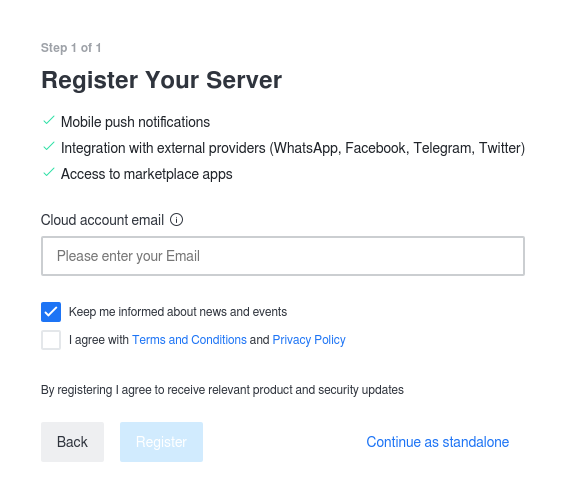 Step 1 of 1
Register Your Server
Mobile push notifications
Integration with external providers (WhatsApp, Facebook, Telegram, Twitter)
Access to marketplace apps
Cloud account email
Please enter your Email
Keep me informed about news and events
I agree with Terms and Conditions and Privacy Policy
By registering I agree to receive relevant product and security updates
Back Register Continue as standalone